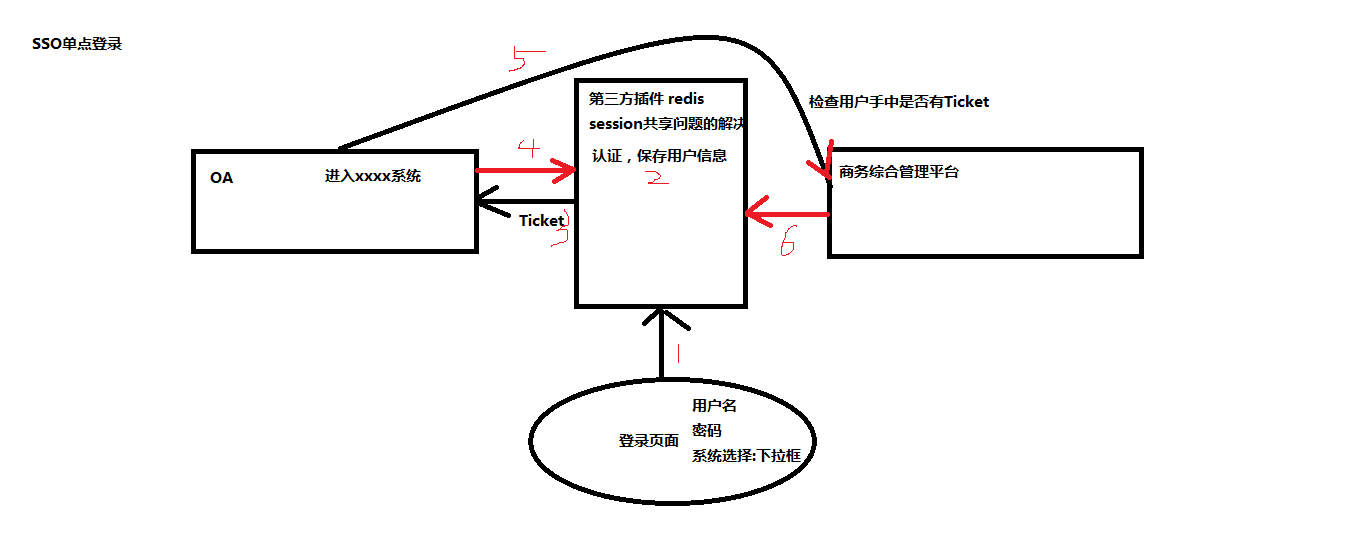 SSO单点登录
5
第三方插件 redis
session共享问题的解决
认证，保存用户信息
2
检查用户手中是否有Ticket
OA
进入xxxx系统
4
Ticket
3
商务综合管理平台
6
1
登录页面
用户名
密码
系统选择:下拉框